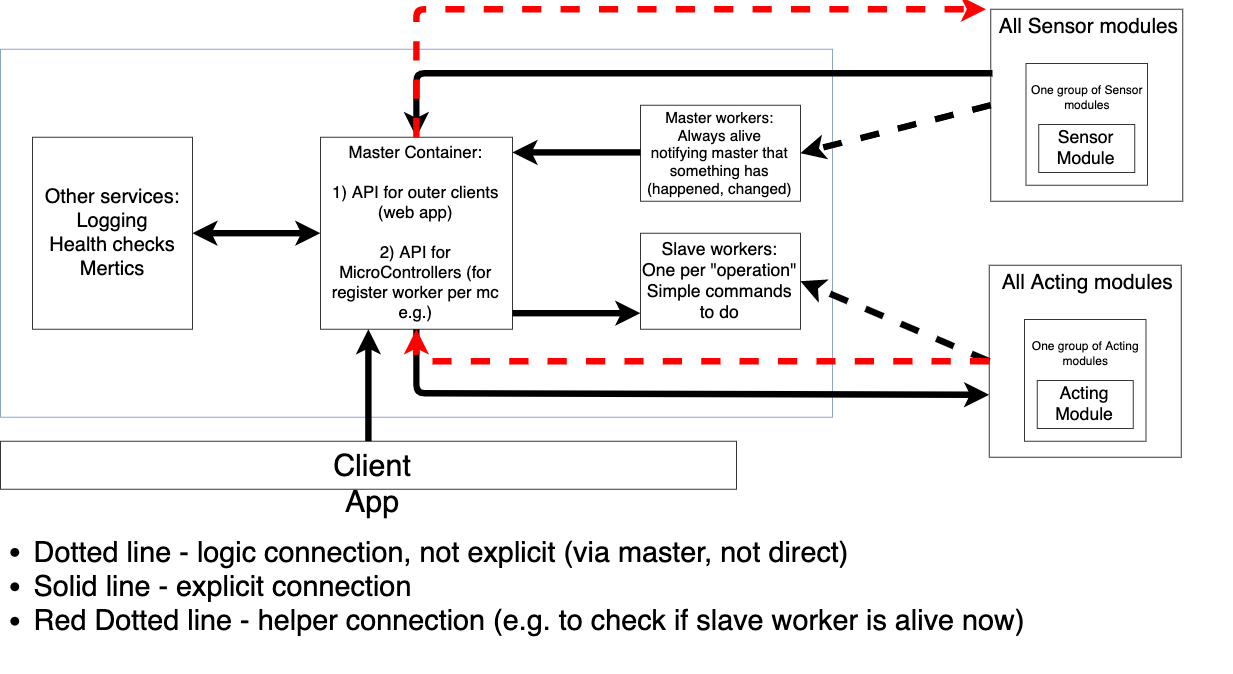 All Sensor modules
One group of Sensor
modules
Sensor
Module
Master workers:
Always alive
notifying master that
something has
(happened, changed)
Master Container:
1) API for outer clients
(web app)
2) API for
MicroControllers (for
register worker per mc
e.g.)
Other services:
Logging
Health checks
Mertics
Slave workers:
One per "operation"
Simple commands
to do
All Acting modules
One group of Acting
modules
Acting
Module
Client
App
• Dotted line - logic connection, not explicit (via master, not direct)
• Solid line - explicit connection
• Red Dotted line - helper connection (e.g. to check if slave worker is alive now)